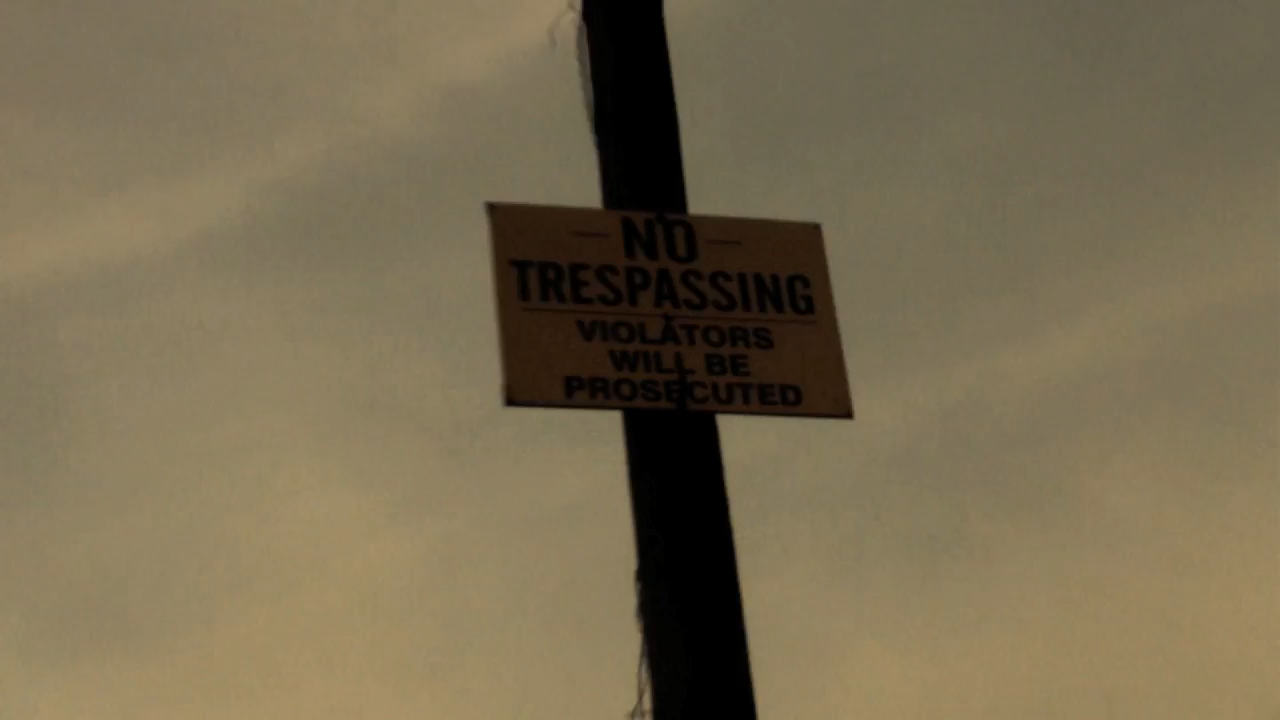 NO
TRESPASSING
VIOLATORS
WILL BE
PROSECUTED